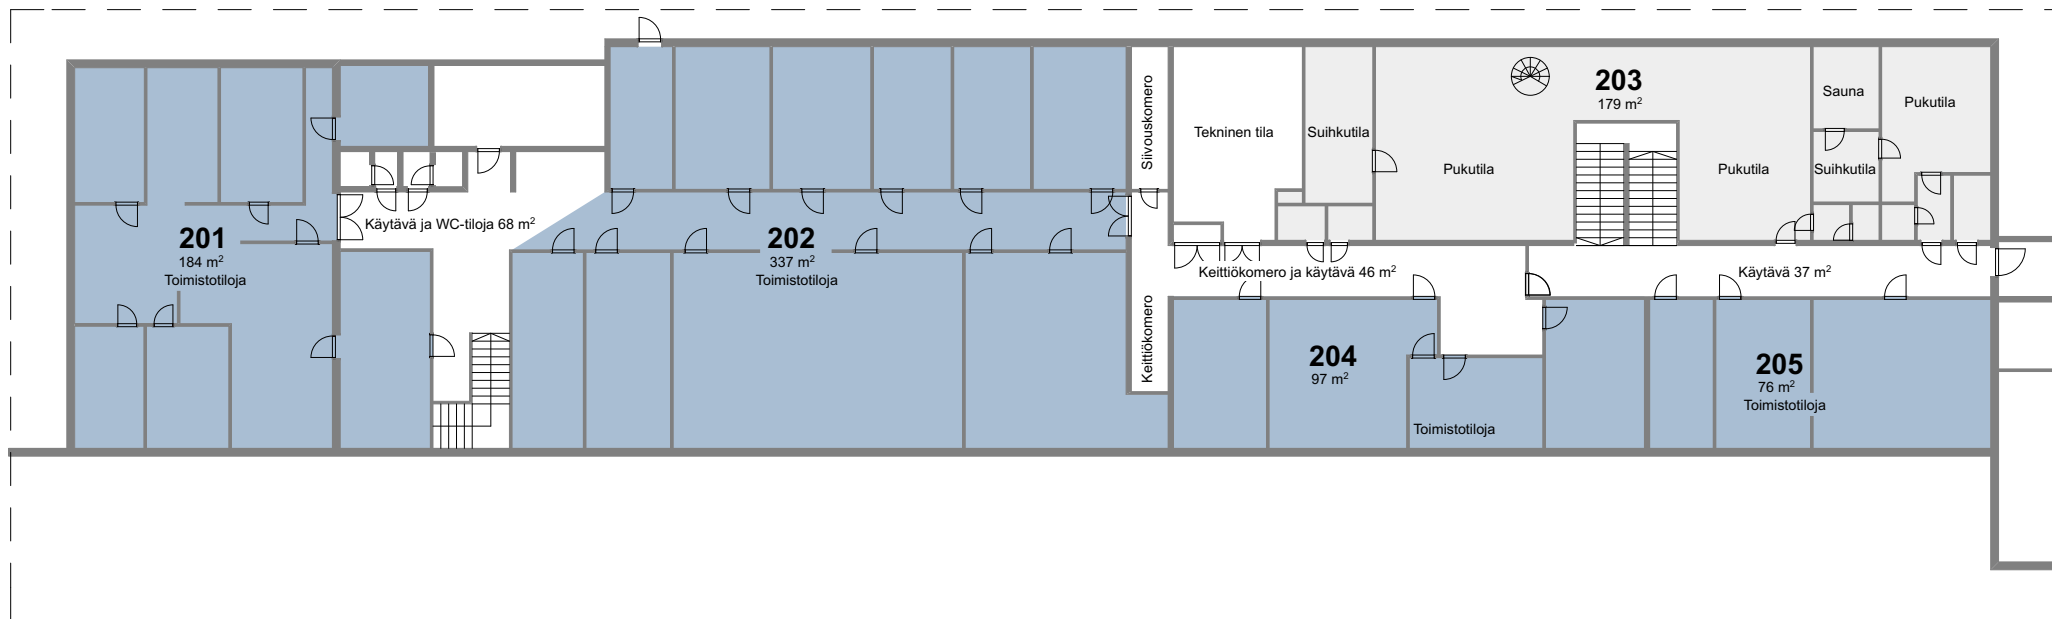 201
184 m²
Toimistotiloja
Käytävä ja WC-tiloja 68 m²
202
337 m²
Toimistotiloja
Siivouskomero
Keittiökomero
Tekninen tila
Suihkutila
Pukutila
203
179 m²
Pukutila
Sauna
Suihkutila
Pukutila
Keittiökomero ja käytävä 46 m²
Käytävä 37 m²
204
97 m²
Toimistotiloja
205
76 m²
Toimistotiloja